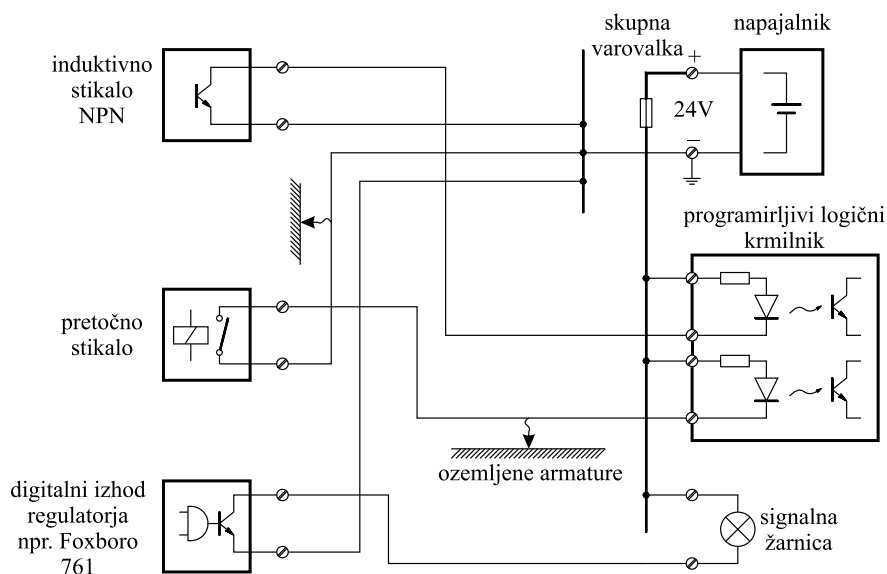 induktivno
stikalo
NPN
skupna
varovalka
napajalnik
+
24V
−
programirljivi logični
krmilnik
pretočno
stikalo
ozemljene armature
digitalni izhod
regulatorja
npr. Foxboro
761
signalna
žarnica